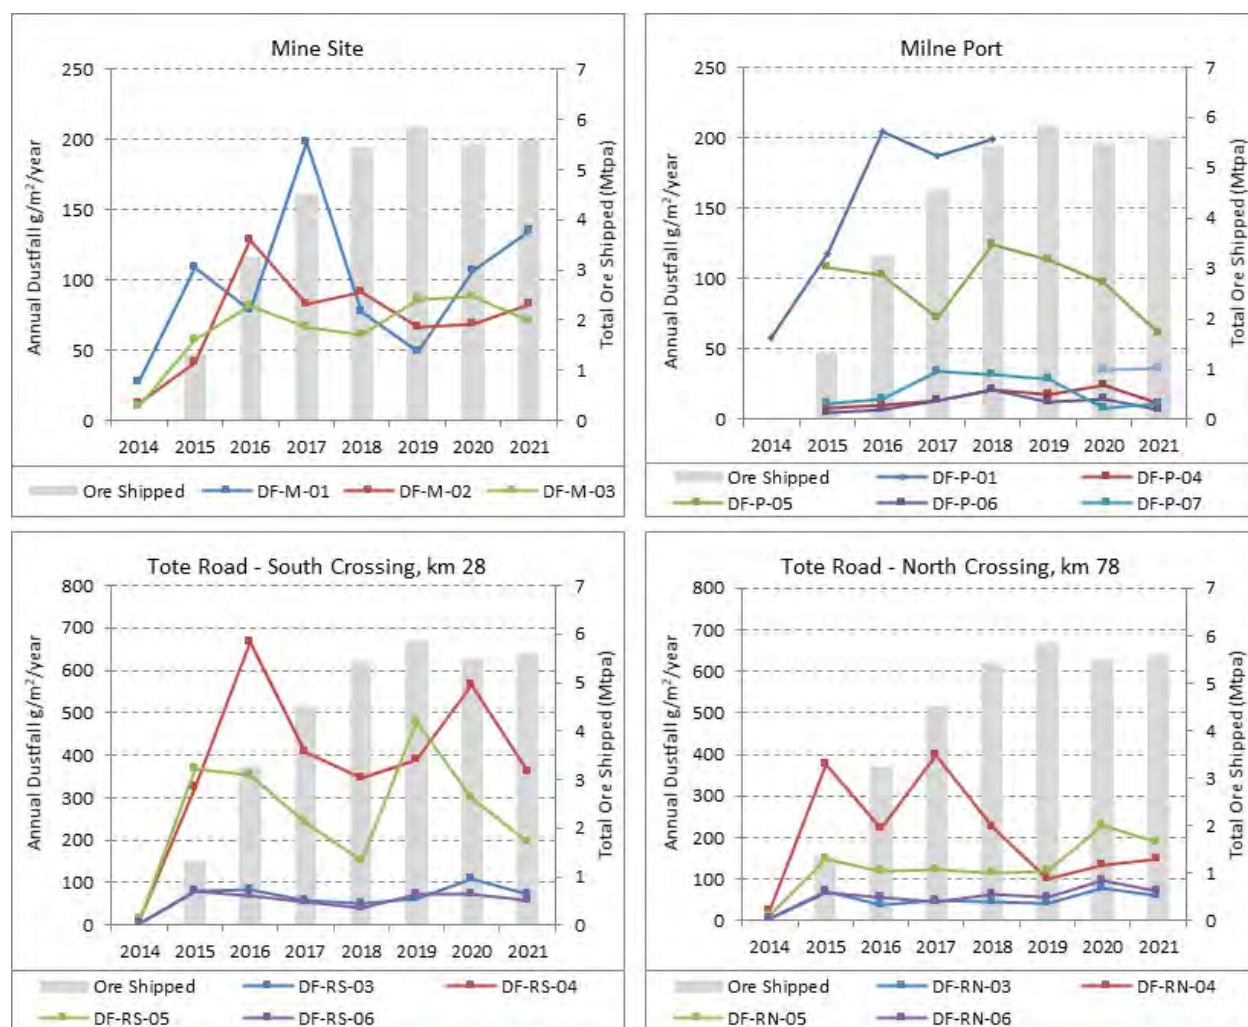 Mine Site
Annual Dustfall g/m²/year
250
200
150
100
50
0
7
6
5
4
3
2
1
0
Total Ore Shipped (Mtpa)
2014 2015 2016 2017 2018 2019 2020 2021
Ore Shipped DF-M-01 DF-M-02 DF-M-03
Milne Port
Annual Dustfall g/m²/year
250
200
150
100
50
0
7
6
5
4
3
2
1
0
Total Ore Shipped (Mtpa)
2014 2015 2016 2017 2018 2019 2020 2021
Ore Shipped DF-P-01 DF-P-04
DF-P-05 DF-P-06 DF-P-07
Tote Road - South Crossing, km 28
Annual Dustfall g/m²/year
800
700
600
500
400
300
200
100
0
7
6
5
4
3
2
1
0
Total Ore Shipped (Mtpa)
2014 2015 2016 2017 2018 2019 2020 2021
Ore Shipped DF-RS-03 DF-RS-04
DF-RS-05 DF-RS-06
Tote Road - North Crossing, km 78
Annual Dustfall g/m²/year
800
700
600
500
400
300
200
100
0
7
6
5
4
3
2
1
0
Total Ore Shipped (Mtpa)
2014 2015 2016 2017 2018 2019 2020 2021
Ore Shipped DF-RN-03 DF-RN-04
DF-RN-05 DF-RN-06